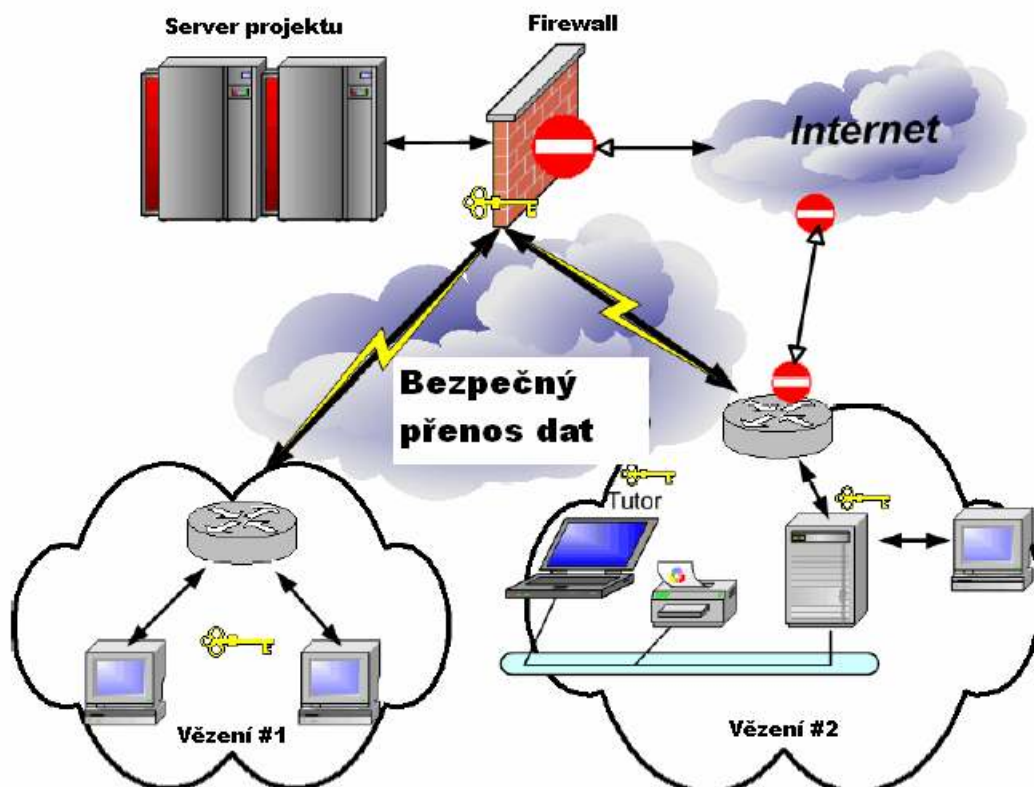 Server projektu
Firewall
Internet
Bezpečný
přenos dat
Tutor
Vězení #1
Vězení #2